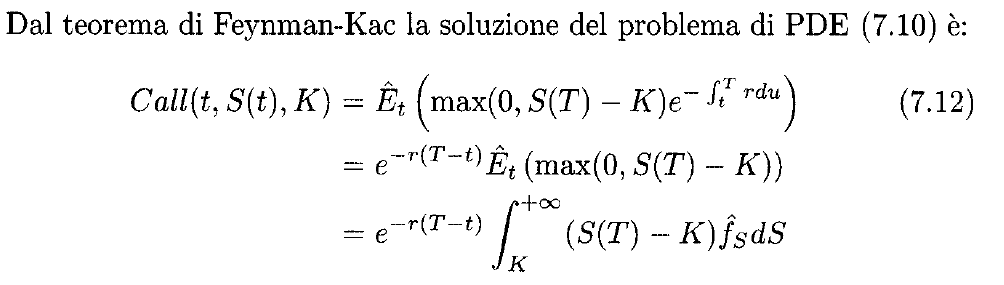 Dal teorema di Feynman-Kac la soluzione del problema di PDE (7.10) è:
Call(t, S(t), K) = Ê_t ( max(0, S(T) − K)e^{− ∫_t^T rdu} ) (7.12)
= e^{−r(T−t)} Ê_t (max(0, S(T) − K))
= e^{−r(T−t)} ∫_K^{+∞} (S(T) − K) f̂_S dS